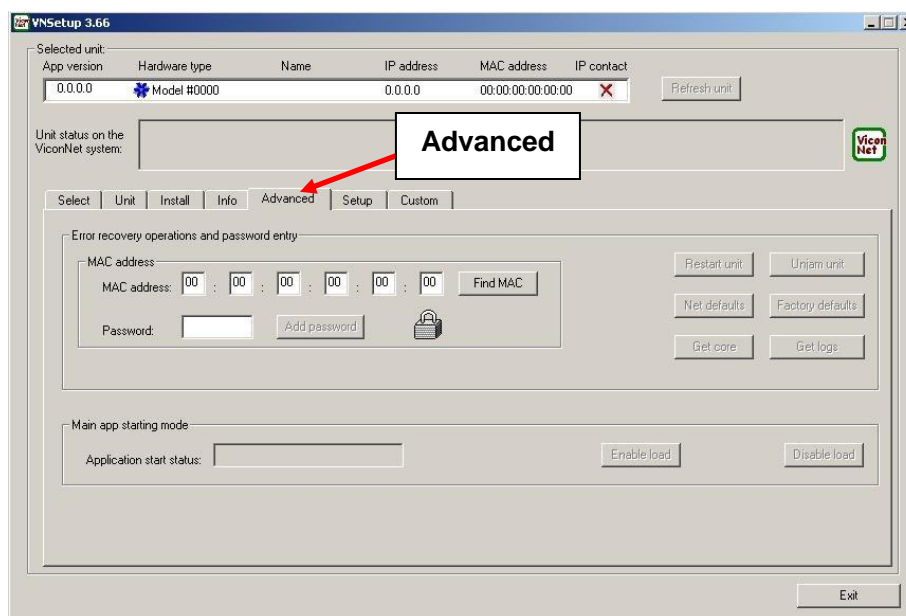 VNSetup 3.66
Selected unit:
App version Hardware type Name IP address MAC address IP contact
0.0.0.0 Model #0000 0.0.0.0 00:00:00:00:00:00 Refresh unit
Unit status on the
ViconNet system:
Advanced
Vicon
Net
Select Unit Install Info Advanced Setup Custom
Error recovery operations and password entry
MAC address
MAC address: 00 : 00 : 00 : 00 : 00 : 00 Find MAC
Password: Add password
Restart unit Unjam unit
Net defaults Factory defaults
Get core Get logs
Main app starting mode
Application start status: Enable load Disable load
Exit